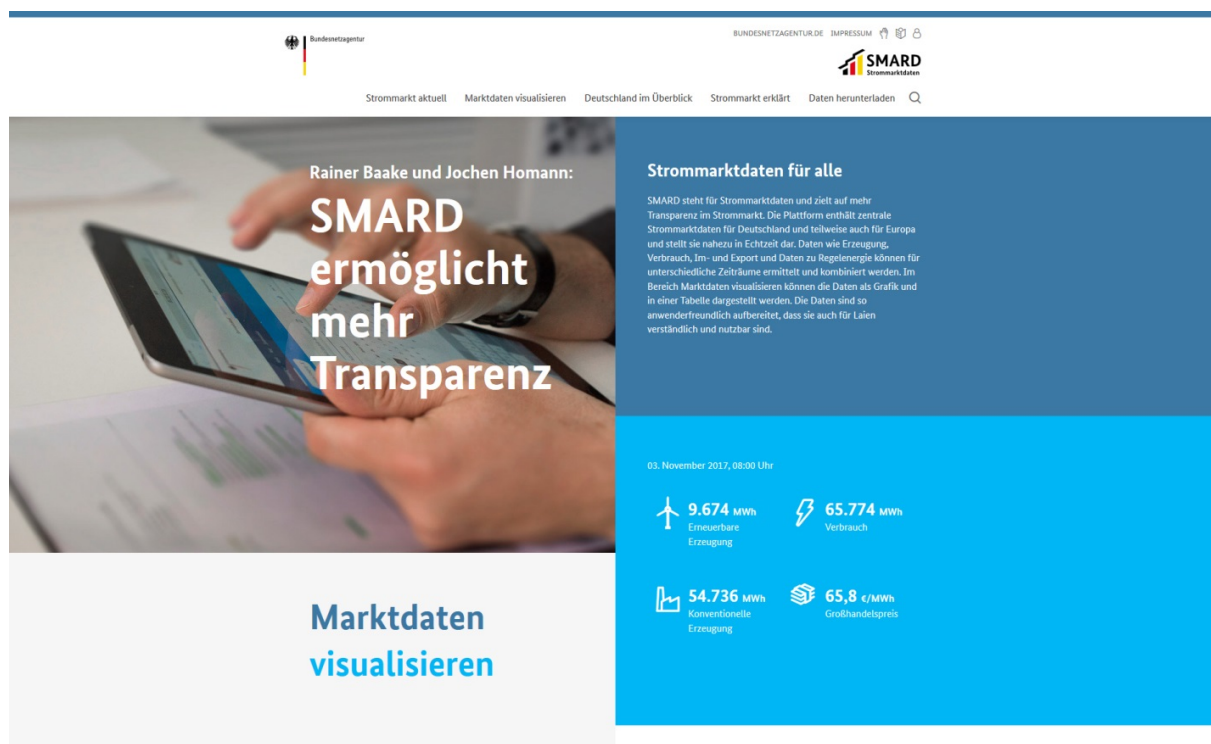 Bundesnetzagentur
BUNDESNETZAGENTUR.DE IMPRESSUM
SMARD
Strommarktdaten
Strommarkt aktuell Marktdaten visualisieren Deutschland im Überblick Strommarkt erklärt Daten herunterladen
Rainer Baake und Jochen Homann:
SMARD
ermöglicht
mehr
Transparenz
Strommarktdaten für alle
SMARD steht für Strommarktdaten und zielt auf mehr
Transparenz im Strommarkt. Die Plattform enthält zentrale
Strommarktdaten für Deutschland und teilweise auch für Europa
und stellt sie nahezu in Echtzeit dar. Daten wie Erzeugung,
Verbrauch, Im- und Export und Daten zu Regelenergie können für
unterschiedliche Zeiträume ermittelt und kombiniert werden. Im
Bereich Marktdaten visualisieren können die Daten als Grafik und
in einer Tabelle dargestellt werden. Die Daten sind so
anwenderfreundlich aufbereitet, dass sie auch für Laien
verständlich und nutzbar sind.
03. November 2017, 08:00 Uhr
9.674 MWh
Erneuerbare
Erzeugung
65.774 MWh
Verbrauch
54.736 MWh
Konventionelle
Erzeugung
65,8 €/MWh
Großhandelspreis
Marktdaten
visualisieren